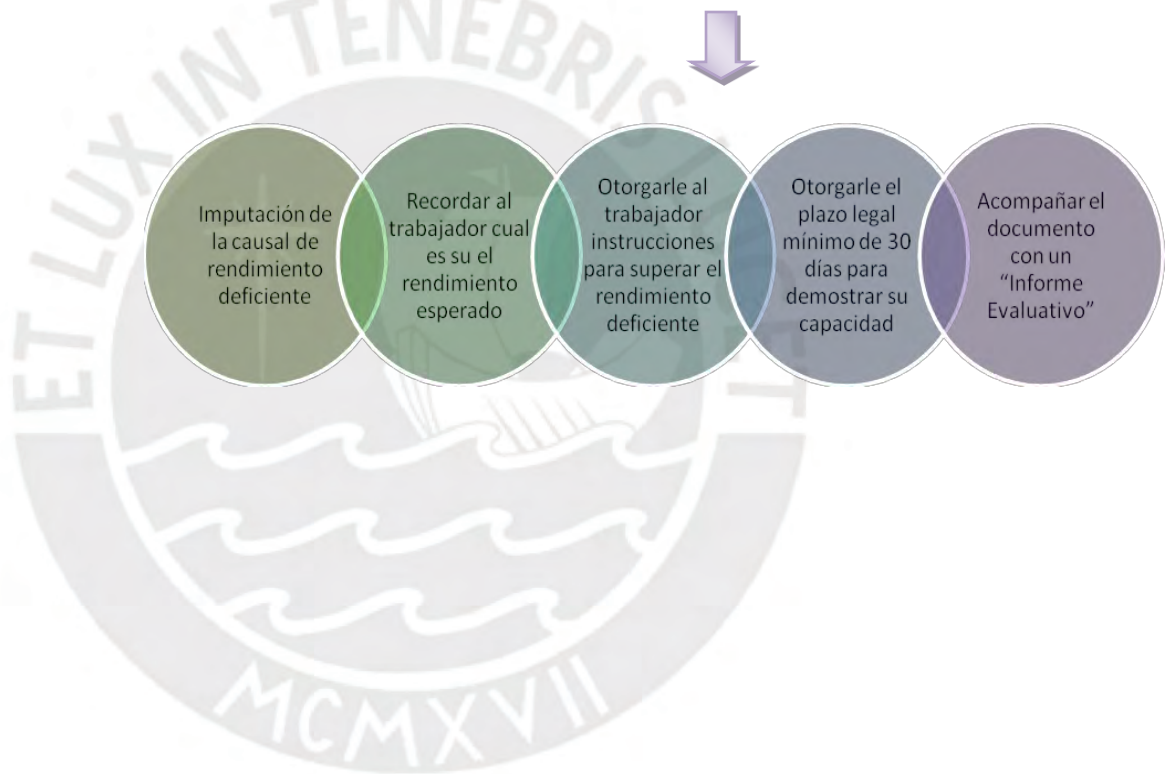 ET LUX IN TENEBRIS LUCET
Imputación de
la causal de
rendimiento
deficiente
Recordar al
trabajador cual
es su el
rendimiento
esperado
Otorgarle al
trabajador
instrucciones
para superar el
rendimiento
deficiente
Otorgarle el
plazo legal
mínimo de 30
días para
demostrar su
capacidad
Acompañar el
documento
con un
“Informe
Evaluativo”
MCMXVII